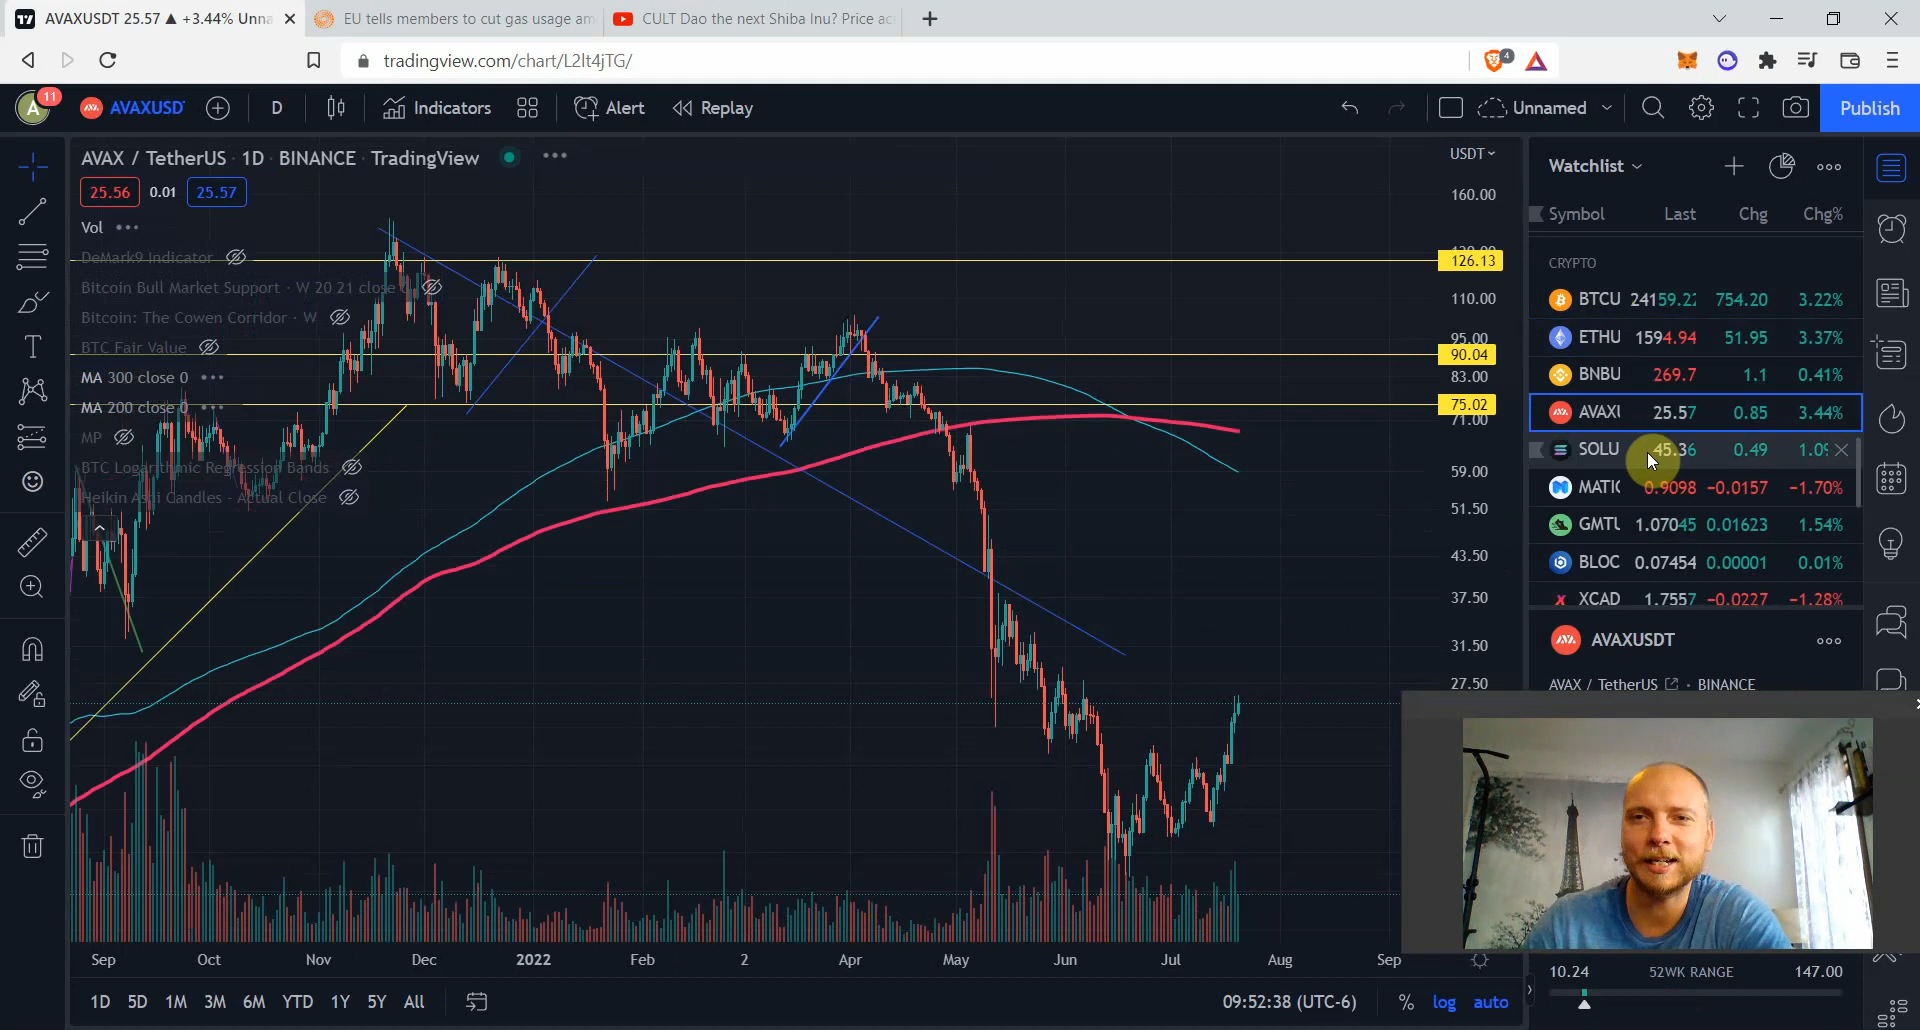 AVAXUSDT 25.57 ▲ +3.44% Unna
EU tells members to cut gas usage am
CULT Dao the next Shiba Inu? Price ac
tradingview.com/chart/L2lt4jTG/
4
A
11
AVAXUSD
D
Indicators
Alert
Replay
Unnamed
Publish
AVAX / TetherUS · 1D · BINANCE · TradingView
25.56
0.01
25.57
Vol
DeMark9 Indicator
Bitcoin Bull Market Support · W 20 21 close
Bitcoin: The Cowen Corridor · W
BTC Fair Value
MA 300 close 0
MA 200 close 0
MP
BTC Logarithmic Regression Bands
Heikin Ashi Candles - Actual Close
USDT
160.00
126.13
110.00
95.00
90.04
83.00
75.02
71.00
59.00
51.50
43.50
37.50
31.50
27.50
Sep Oct Nov Dec 2022 Feb 2 Apr May Jun Jul Aug Sep
1D 5D 1M 3M 6M YTD 1Y 5Y All
09:52:38 (UTC-6)
% log auto
Watchlist
Symbol Last Chg Chg%
CRYPTO
BTCU 24159.22 754.20 3.22%
ETHU 1594.94 51.95 3.37%
BNBU 269.7 1.1 0.41%
AVAXU 25.57 0.85 3.44%
SOLU 45.36 0.49 1.09
MATIC 0.9098 −0.0157 −1.70%
GMTU 1.07045 0.01623 1.54%
BLOC 0.07454 0.00001 0.01%
XCAD 1.7557 −0.0227 −1.28%
AVAXUSDT
AVAX / TetherUS · BINANCE
10.24 52WK RANGE 147.00